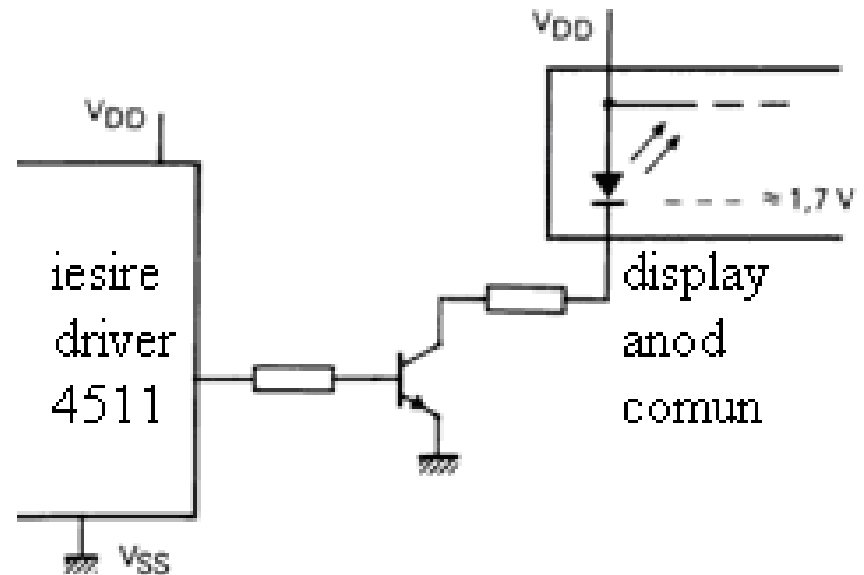 VDD
VDD
≈ 1,7 V
iesire
driver
4511
display
anod
comun
VSS